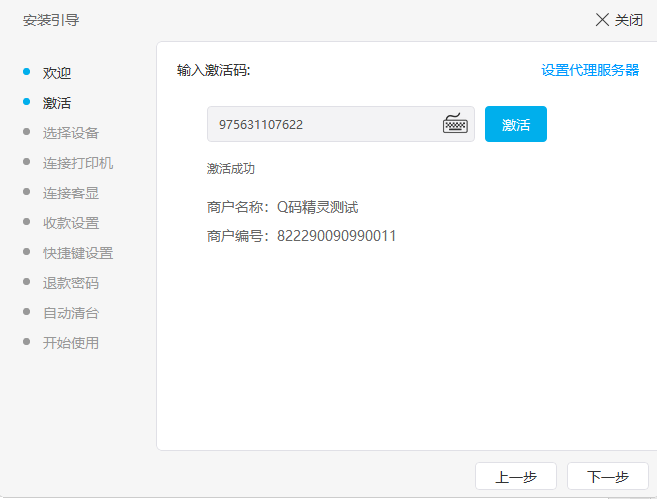 安装引导
关闭
欢迎
激活
选择设备
连接打印机
连接客显
收款设置
快捷键设置
退款密码
自动清台
开始使用
输入激活码:
设置代理服务器
975631107622
激活
激活成功
商户名称：Q码精灵测试
商户编号：822290090990011
上一步
下一步